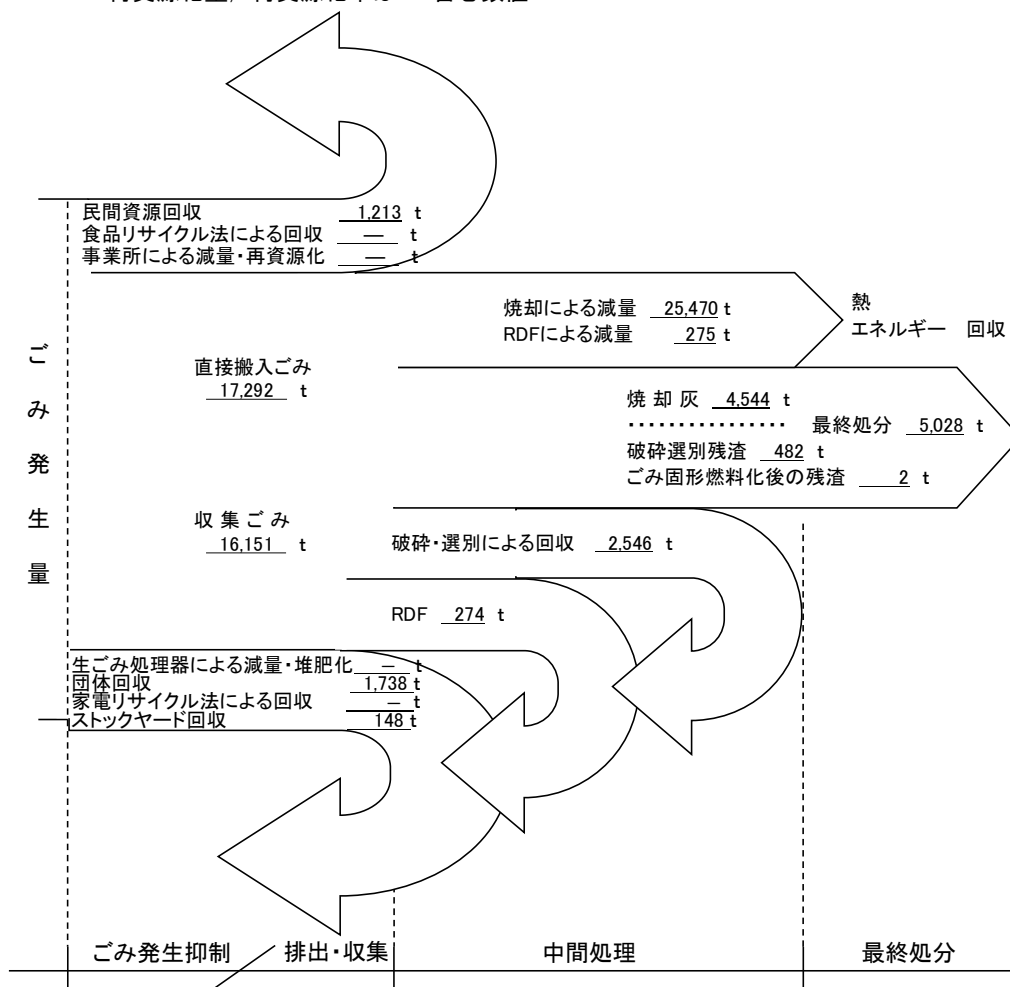 民間資源回収 1,213 t
食品リサイクル法による回収 ― t
事業所による減量・再資源化 ― t
焼却による減量 25,470 t
RDFによる減量 275 t
熱
エネルギー 回収
ごみ発生量
直接搬入ごみ
17,292 t
焼 却 灰 4,544 t
・・・・・・・・・・・・・・・・ 最終処分 5,028 t
破砕選別残渣 482 t
ごみ固形燃料化後の残渣 2 t
収 集 ご み
16,151 t
破砕・選別による回収 2,546 t
RDF 274 t
生ごみ処理器による減量・堆肥化 ― t
団体回収 1,738 t
家電リサイクル法による回収 ― t
ストックヤード回収 148 t
ごみ発生抑制 排出・収集 中間処理 最終処分